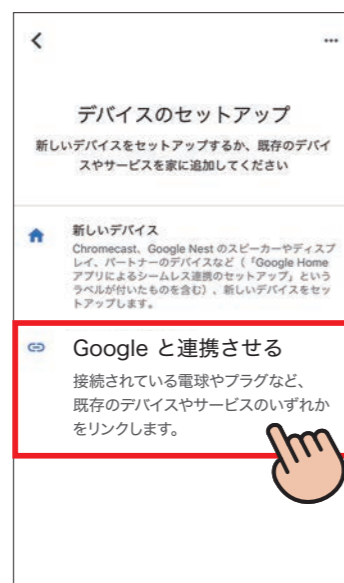 デバイスのセットアップ
新しいデバイスをセットアップするか、既存のデバイ
スやサービスを家に追加してください
新しいデバイス
Chromecast、Google Nest のスピーカーやディスプ
レイ、パートナーのデバイスなど（「Google Home
アプリによるシームレス連携のセットアップ」という
ラベルが付いたものを含む）、新しいデバイスをセッ
トアップします。
Google と連携させる
接続されている電球やプラグなど、
既存のデバイスやサービスのいずれか
をリンクします。